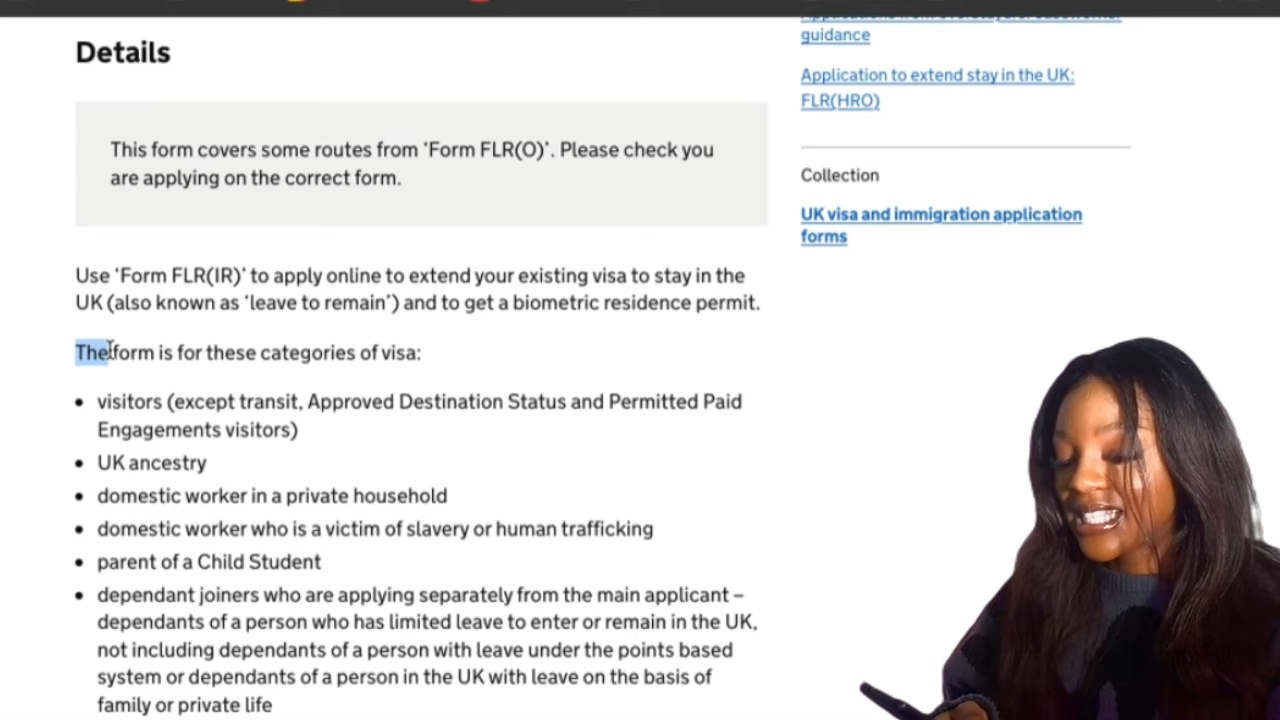 Details
This form covers some routes from ‘Form FLR(O)’. Please check you
are applying on the correct form.
Use ‘Form FLR(IR)’ to apply online to extend your existing visa to stay in the
UK (also known as ‘leave to remain’) and to get a biometric residence permit.
The form is for these categories of visa:
• visitors (except transit, Approved Destination Status and Permitted Paid
Engagements visitors)
• UK ancestry
• domestic worker in a private household
• domestic worker who is a victim of slavery or human trafficking
• parent of a Child Student
• dependant joiners who are applying separately from the main applicant –
dependants of a person who has limited leave to enter or remain in the UK,
not including dependants of a person with leave under the points based
system or dependants of a person in the UK with leave on the basis of
family or private life
guidance
Application to extend stay in the UK:
FLR(HRO)
Collection
UK visa and immigration application
forms